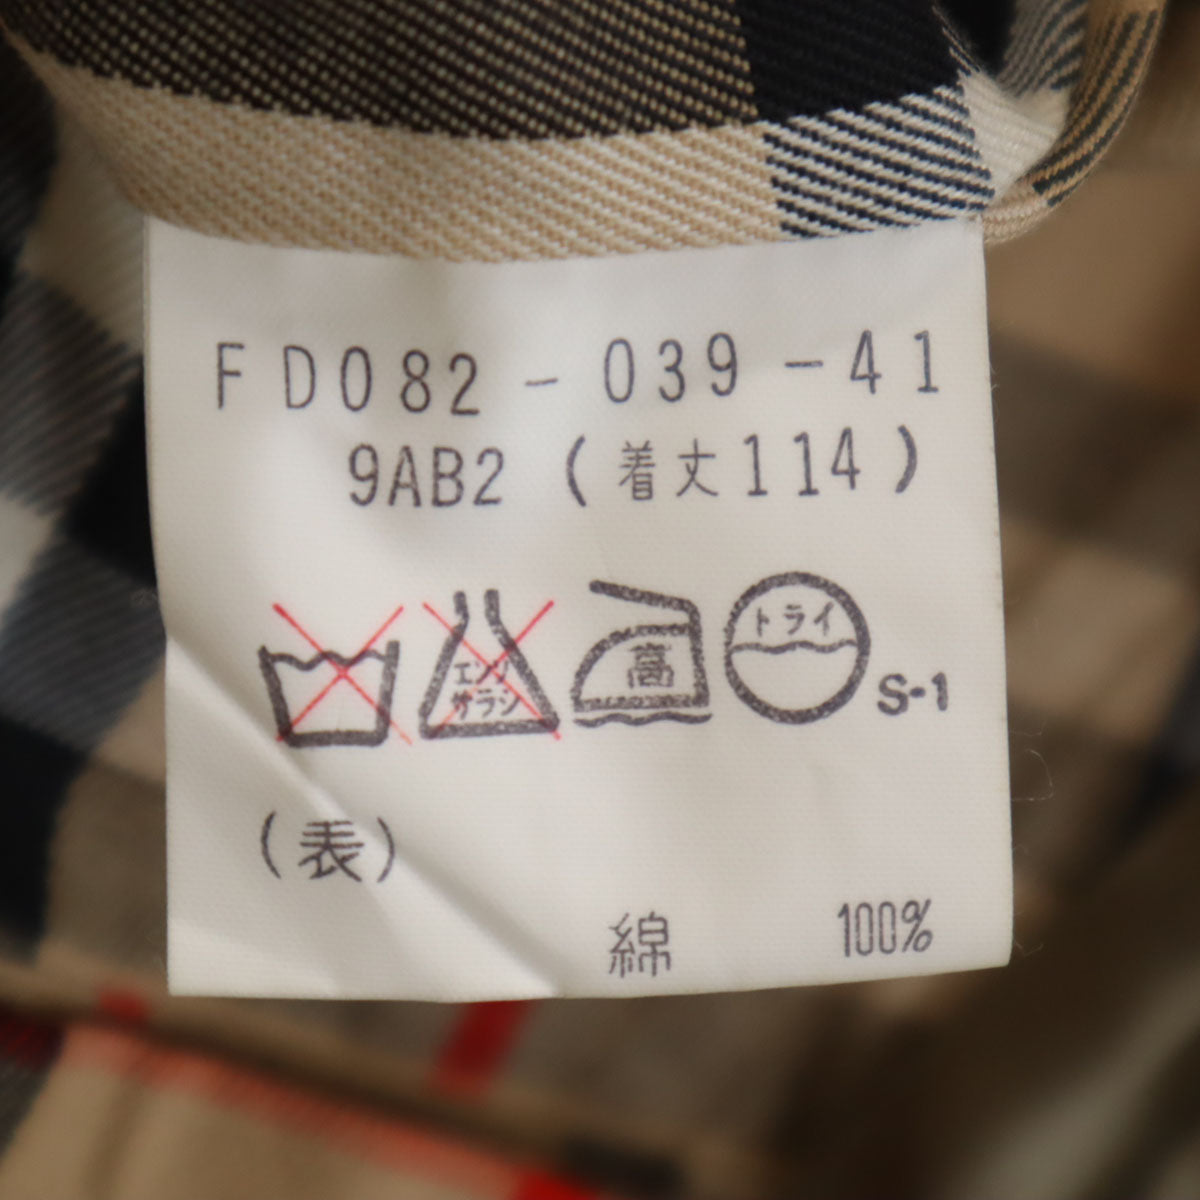 FD082-039-41
9AB2(着丈114)
エンソ
サラシ
高
トライ
S-1
(表)
綿 100%